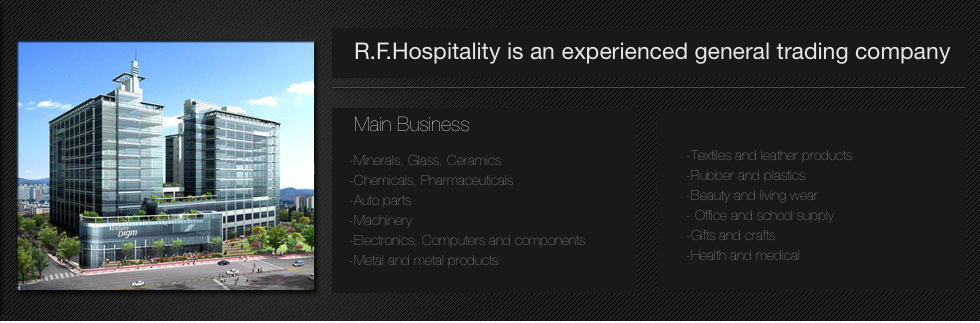 R.F.Hospitality is an experienced general trading company
Main Business
-Minerals, Glass, Ceramics
-Chemicals, Pharmaceuticals
-Auto parts
-Machinery
-Electronics, Computers and components
-Metal and metal products
-Textiles and leather products
-Rubber and plastics
-Beauty and living wear
- Office and school supply
-Gifts and crafts
-Health and medical
Venture
Digm